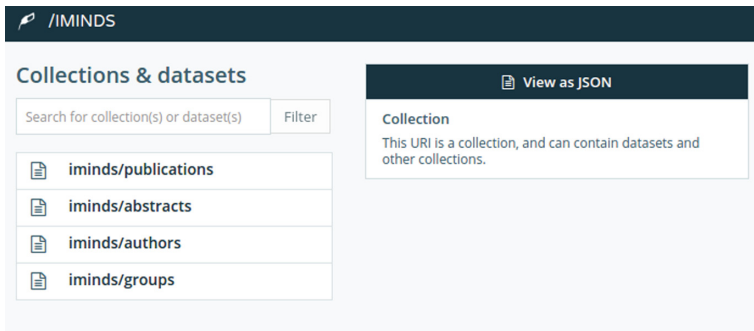 /IMINDS
Collections & datasets
Search for collection(s) or dataset(s)
Filter
iminds/publications
iminds/abstracts
iminds/authors
iminds/groups
View as JSON
Collection
This URI is a collection, and can contain datasets and
other collections.